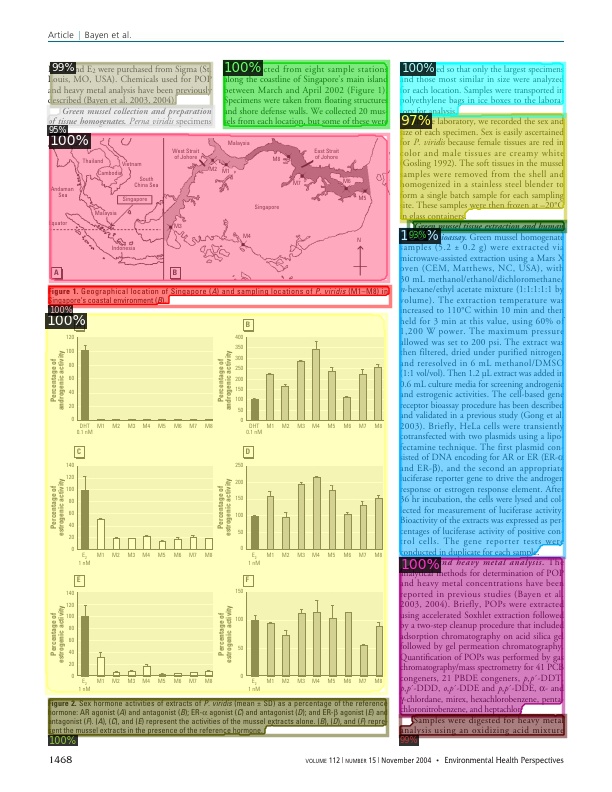 Article | Bayen et al.
99%
and E2 were purchased from Sigma (St.
Louis, MO, USA). Chemicals used for POP
and heavy metal analysis have been previously
described (Bayen et al. 2003, 2004).
Green mussel collection and preparation
of tissue homogenates. Perna viridis specimens
95%
100%
cted from eight sample stations
along the coastline of Singapore's main island
between March and April 2002 (Figure 1).
Specimens were taken from floating structures
and shore defense walls. We collected 20 mus-
sels from each location, but some of these were
100%
ed so that only the largest specimens
and those most similar in size were analyzed
for each location. Samples were transported in
polyethylene bags in ice boxes to the labora-
tory for analysis.
97%
e laboratory, we recorded the sex and
size of each specimen. Sex is easily ascertained
for P. viridis because female tissues are red in
color and male tissues are creamy white
(Gosling 1992). The soft tissues in the mussel
samples were removed from the shell and
homogenized in a stainless steel blender to
form a single batch sample for each sampling
site. These samples were then frozen at –20°C
in glass containers.
Green mussel tissue extraction and human
93%
bioassay. Green mussel homogenate
samples (5.2 ± 0.2 g) were extracted via
microwave-assisted extraction using a Mars X
oven (CEM, Matthews, NC, USA), with
30 mL methanol/ethanol/dichloromethane/
n-hexane/ethyl acetate mixture (1:1:1:1:1 by
volume). The extraction temperature was
increased to 110°C within 10 min and then
held for 3 min at this value, using 60% of
1,200 W power. The maximum pressure
allowed was set to 200 psi. The extract was
then filtered, dried under purified nitrogen,
and reresolved in 6 mL methanol/DMSO
(1:1 vol/vol). Then 1.2 µL extract was added in
0.6 mL culture media for screening androgenic
and estrogenic activities. The cell-based gene
receptor bioassay procedure has been described
and validated in a previous study (Gong et al.
2003). Briefly, HeLa cells were transiently
cotransfected with two plasmids using a lipo-
fectamine technique. The first plasmid con-
sisted of DNA encoding for AR or ER (ER-α
and ER-β), and the second an appropriate
luciferase reporter gene to drive the androgen
response or estrogen response element. After
36 hr incubation, the cells were lysed and col-
lected for measurement of luciferase activity.
Bioactivity of the extracts was expressed as per-
centages of luciferase activity of positive con-
trol cells. The gene reporter tests were
conducted in duplicate for each sample.
100%
and heavy metal analysis. The
analytical methods for determination of POP
and heavy metal concentrations have been
reported in previous studies (Bayen et al.
2003, 2004). Briefly, POPs were extracted
using accelerated Soxhlet extraction followed
by a two-step cleanup procedure that included
adsorption chromatography on acid silica gel
followed by gel permeation chromatography.
Quantification of POPs was performed by gas
chromatography/mass spectrometry for 41 PCB
congeners, 21 PBDE congeners, p,p′-DDT,
o,p′-DDD, o,p′-DDE and p,p′-DDE, α- and
γ-chlordane, mirex, hexachlorobenzene, penta-
chloronitrobenzene, and heptachlor.
Samples were digested for heavy metal
analysis using an oxidizing acid mixture
99%
100%
Thailand
Vietnam
Cambodia
South
China Sea
Andaman
Sea
Singapore
Malaysia
Equator
Indonesia
A
Malaysia
West Strait
of Johore
East Strait
of Johore
M2
M1
M7
M8
M6
M5
Singapore
M3
M4
B
Figure 1. Geographical location of Singapore (A) and sampling locations of P. viridis (M1–M8) in
Singapore's coastal environment (B).
100%
100%
Percentage of androgenic activity
120
100
80
60
40
20
0
DHT 0.1 nM
M1 M2 M3 M4 M5 M6 M7 M8
B
Percentage of androgenic activity
400
350
300
250
200
150
100
50
0
DHT 0.1 nM
M1 M2 M3 M4 M5 M6 M7 M8
C
Percentage of estrogenic activity
140
120
100
80
60
40
20
0
E2 1 nM
M1 M2 M3 M4 M5 M6 M7 M8
D
Percentage of estrogenic activity
250
200
150
100
50
0
E2 1 nM
M1 M2 M3 M4 M5 M6 M7 M8
E
Percentage of estrogenic activity
140
120
100
80
60
40
20
0
E2 1 nM
M1 M2 M3 M4 M5 M6 M7 M8
F
Percentage of estrogenic activity
150
100
50
0
E2 1 nM
M1 M2 M3 M4 M5 M6 M7 M8
Figure 2. Sex hormone activities of extracts of P. viridis (mean ± SD) as a percentage of the reference
hormone: AR agonist (A) and antagonist (B); ER-α agonist (C) and antagonist (D); and ER-β agonist (E) and
antagonist (F). (A), (C), and (E) represent the activities of the mussel extracts alone. (B), (D), and (F) repre-
sent the mussel extracts in the presence of the reference hormone.
100%
1468
VOLUME 112 | NUMBER 15 | November 2004 • Environmental Health Perspectives